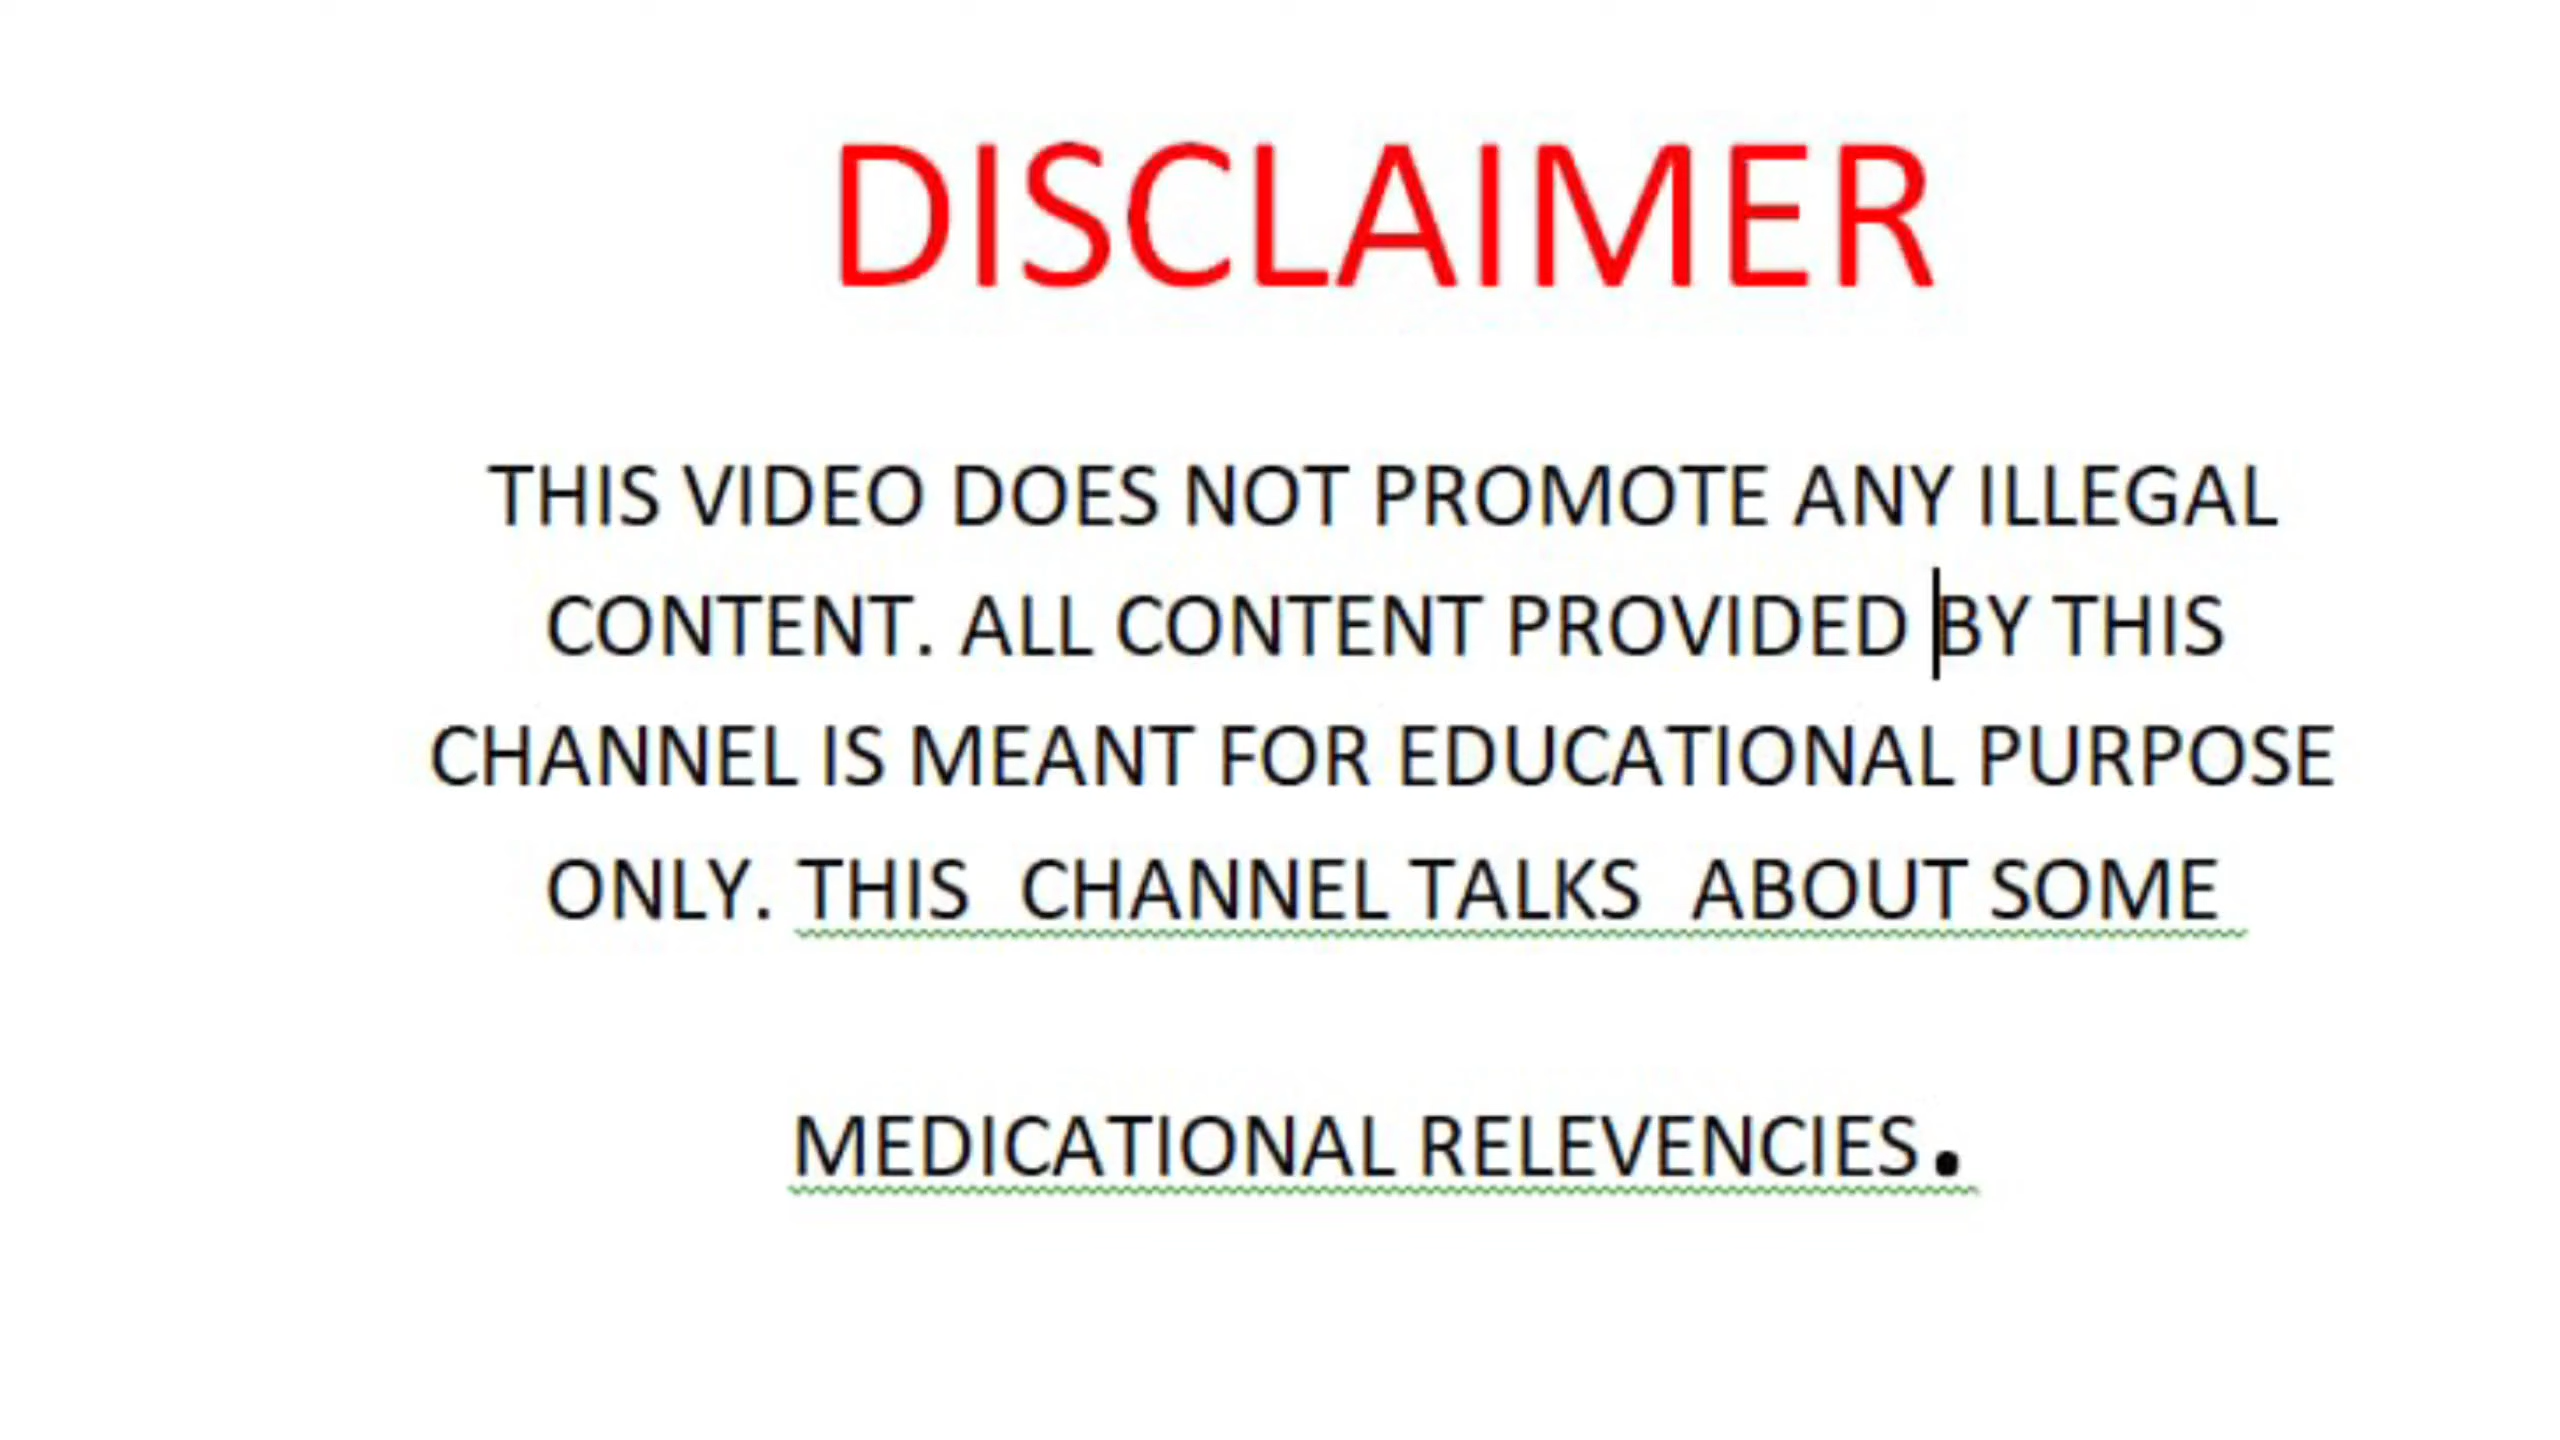 DISCLAIMER
THIS VIDEO DOES NOT PROMOTE ANY ILLEGAL
CONTENT. ALL CONTENT PROVIDED BY THIS
CHANNEL IS MEANT FOR EDUCATIONAL PURPOSE
ONLY. THIS  CHANNEL TALKS  ABOUT SOME
MEDICATIONAL RELEVENCIES.